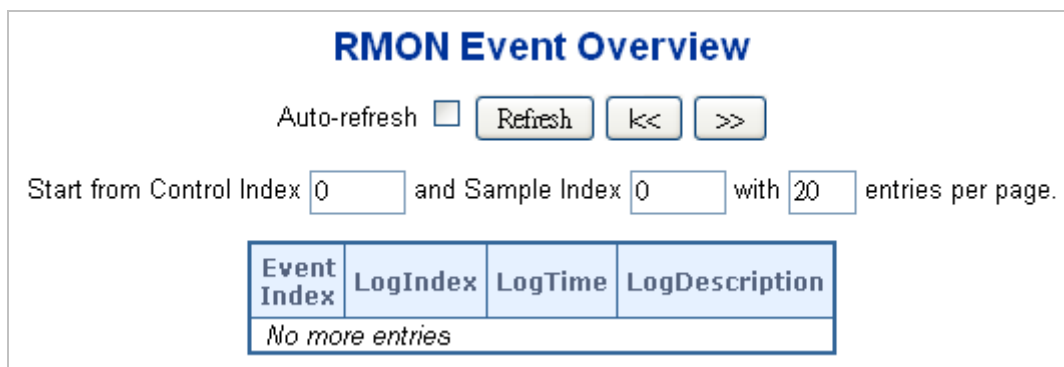 RMON Event Overview
Auto-refresh Refresh |<< >>
Start from Control Index 0 and Sample Index 0 with 20 entries per page.
Event Index LogIndex LogTime LogDescription
No more entries